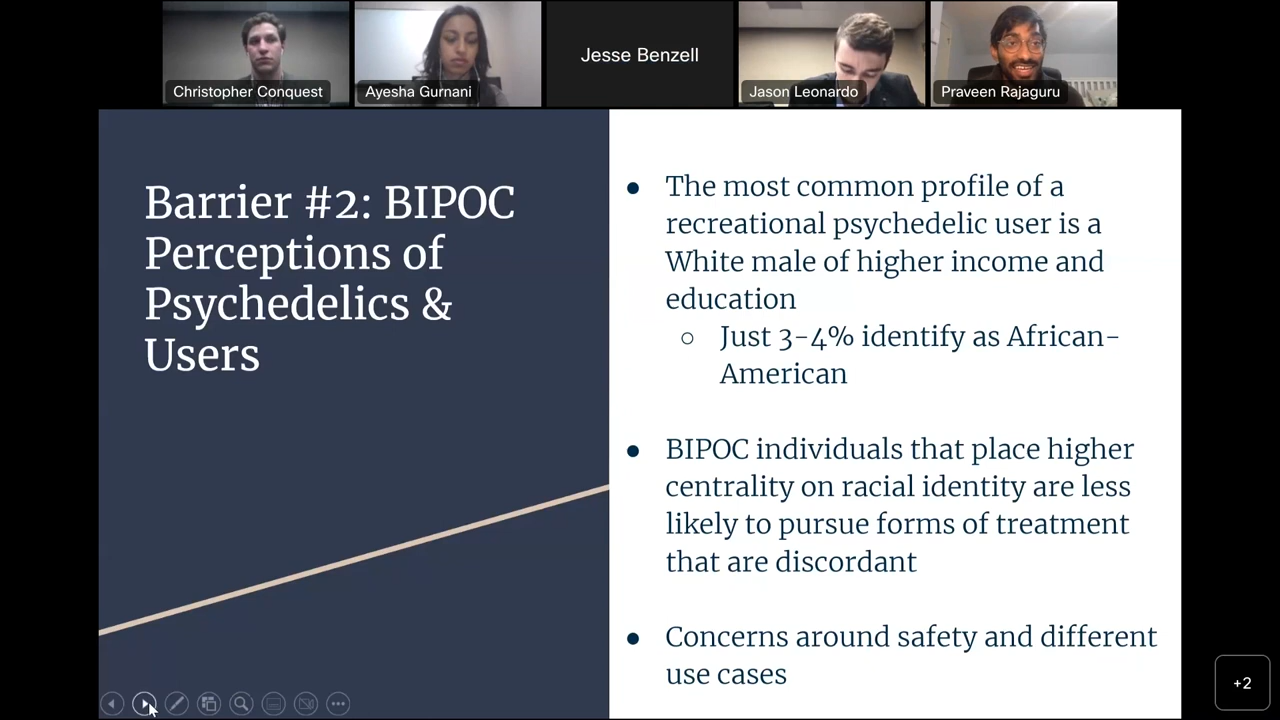 Christopher Conquest
Ayesha Gurnani
Jesse Benzell
Jason Leonardo
Praveen Rajaguru
Barrier #2: BIPOC
Perceptions of
Psychedelics &
Users
● The most common profile of a
recreational psychedelic user is a
White male of higher income and
education
○ Just 3-4% identify as African-
American
● BIPOC individuals that place higher
centrality on racial identity are less
likely to pursue forms of treatment
that are discordant
● Concerns around safety and different
use cases
+2